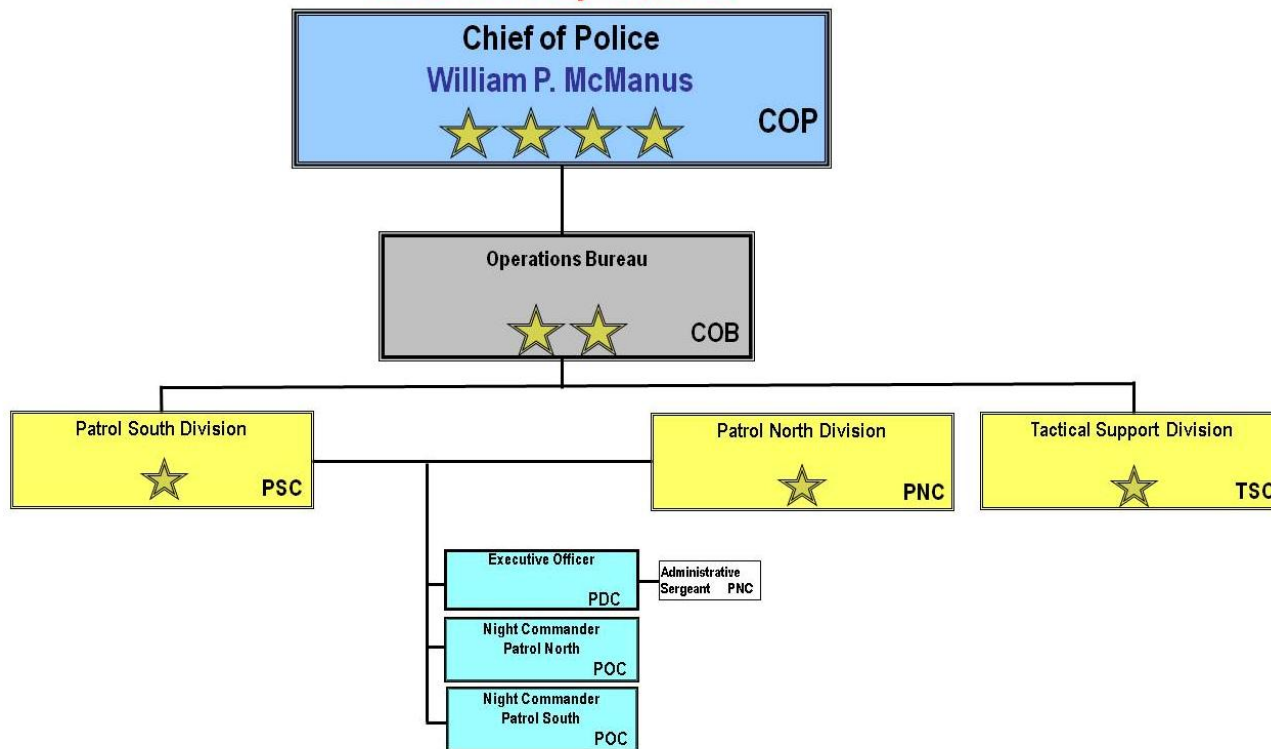 Chief of Police
William P. McManus
COP
Operations Bureau
COB
Patrol South Division
PSC
Patrol North Division
PNC
Tactical Support Division
TSC
Executive Officer
PDC
Administrative
Sergeant PNC
Night Commander
Patrol North
POC
Night Commander
Patrol South
POC